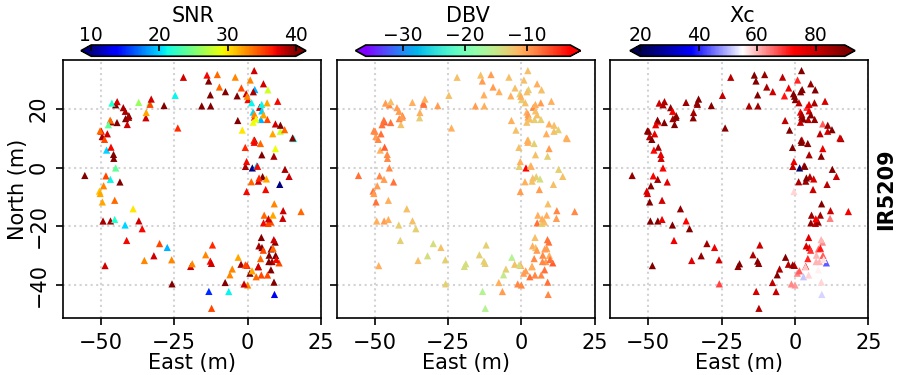 SNR DBV Xc
10 20 30 40 −30 −20 −10 20 40 60 80
20
0
−20
−40
North (m)
IR5209
−50 −25 0 25 −50 −25 0 25 −50 −25 0 25
East (m) East (m) East (m)